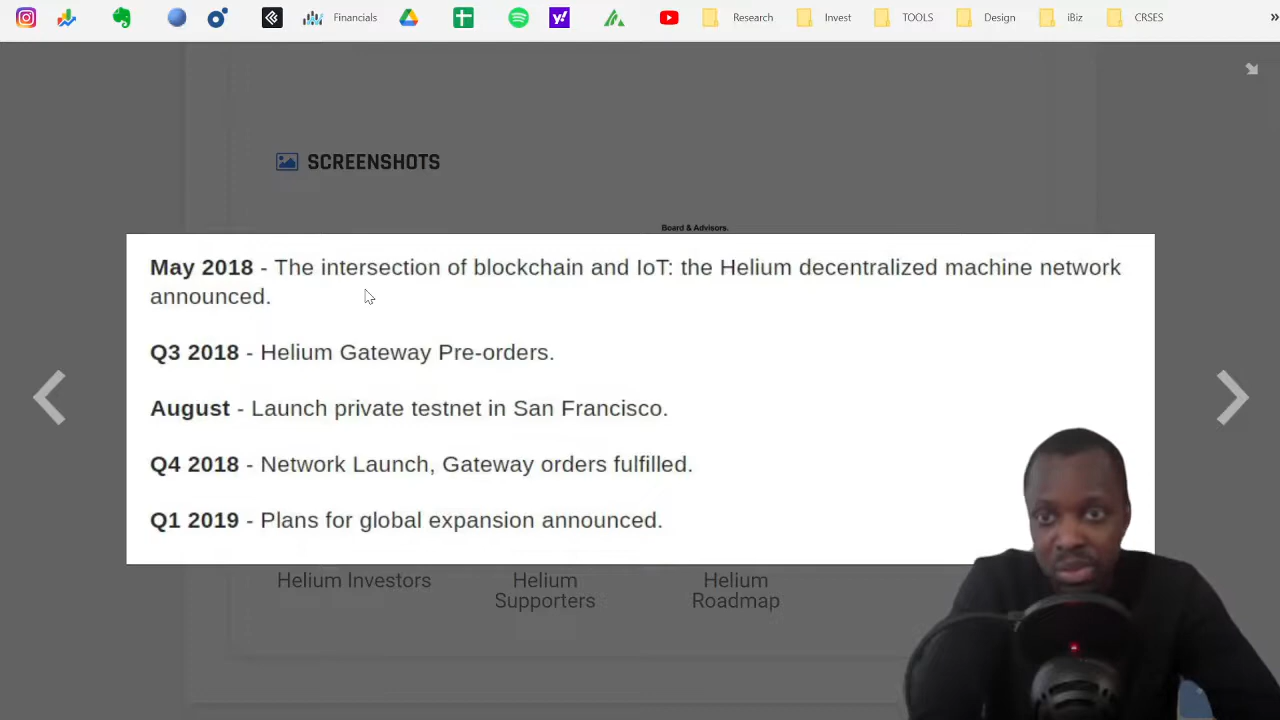 Financials
Research
Invest
TOOLS
Design
iBiz
CRSES
»
SCREENSHOTS
Board & Advisors.
May 2018 - The intersection of blockchain and IoT: the Helium decentralized machine network
announced.
Q3 2018 - Helium Gateway Pre-orders.
August - Launch private testnet in San Francisco.
Q4 2018 - Network Launch, Gateway orders fulfilled.
Q1 2019 - Plans for global expansion announced.
Helium Investors
Helium
Supporters
Helium
Roadmap